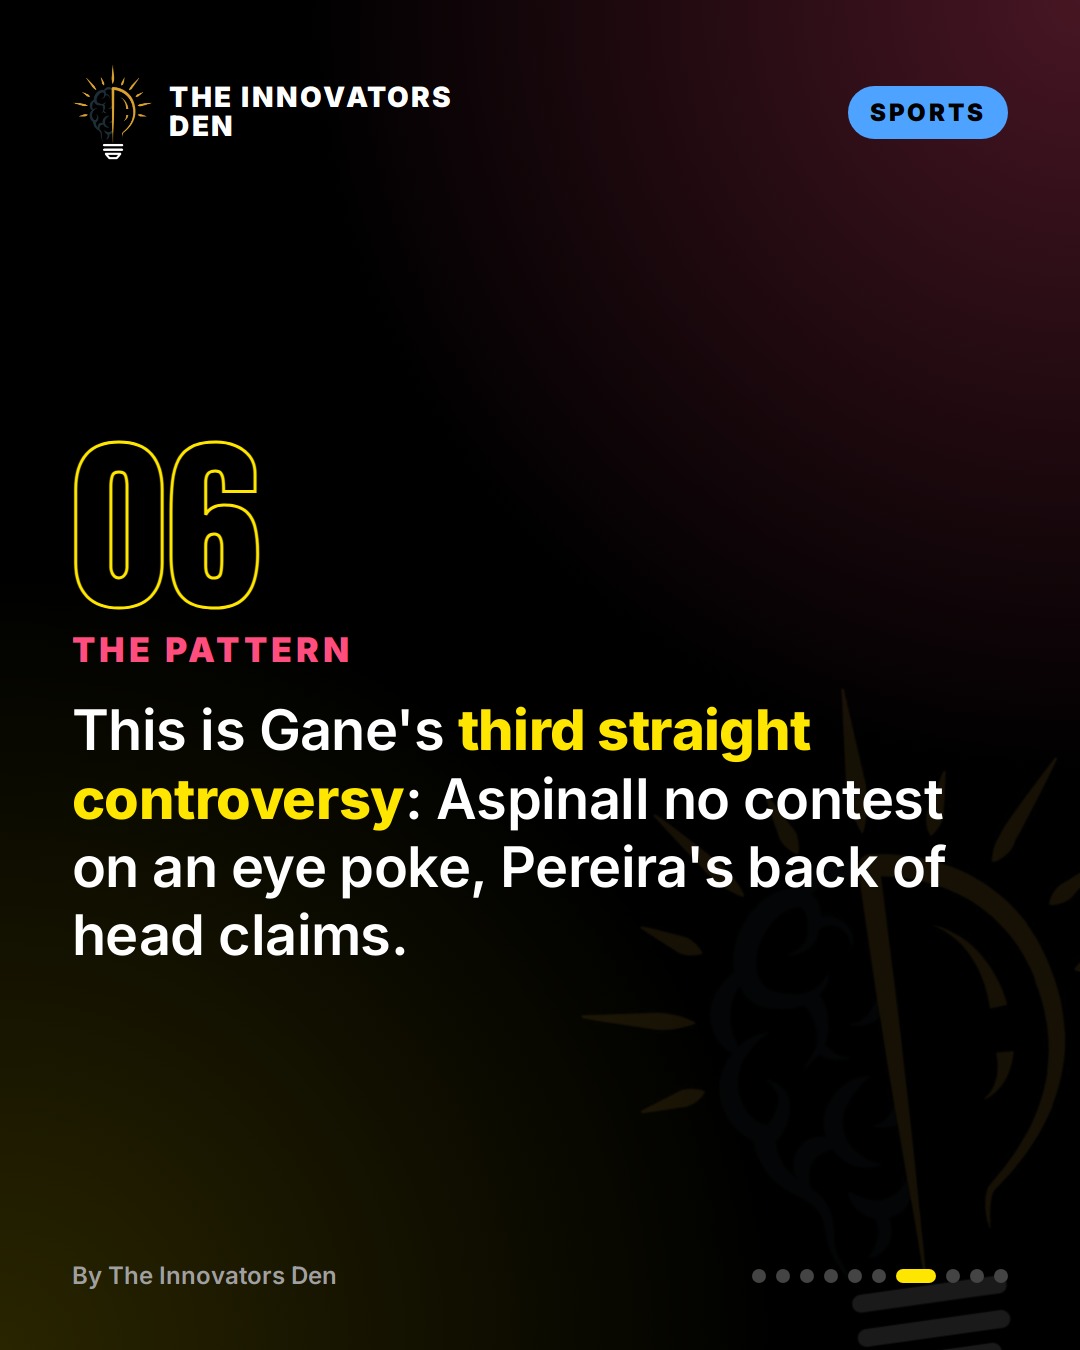 THE INNOVATORS
DEN
SPORTS
06
THE PATTERN
This is Gane's third straight
controversy: Aspinall no contest
on an eye poke, Pereira's back of
head claims.
By The Innovators Den